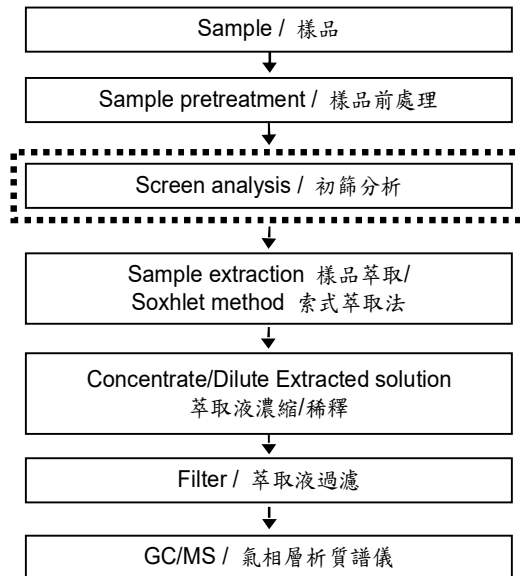 Sample / 樣品
Sample pretreatment / 樣品前處理
Screen analysis / 初篩分析
Sample extraction 樣品萃取/
Soxhlet method 索式萃取法
Concentrate/Dilute Extracted solution
萃取液濃縮/稀釋
Filter / 萃取液過濾
GC/MS / 氣相層析質譜儀